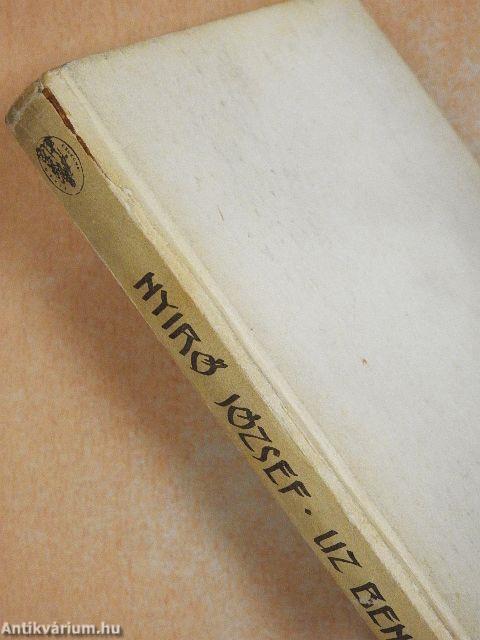 NYIRŐ JÓZSEF · UZ BEN
Antikvárium.hu